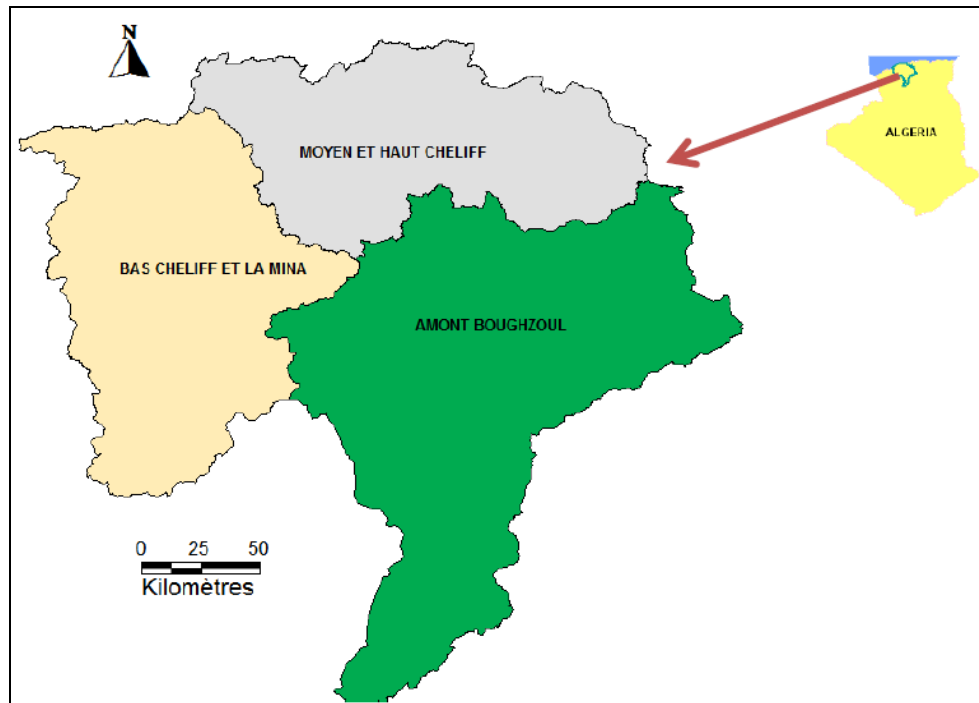 N
MOYEN ET HAUT CHELIFF
ALGERIA
BAS CHELIFF ET LA MINA
AMONT BOUGHZOUL
0 25 50
Kilomètres